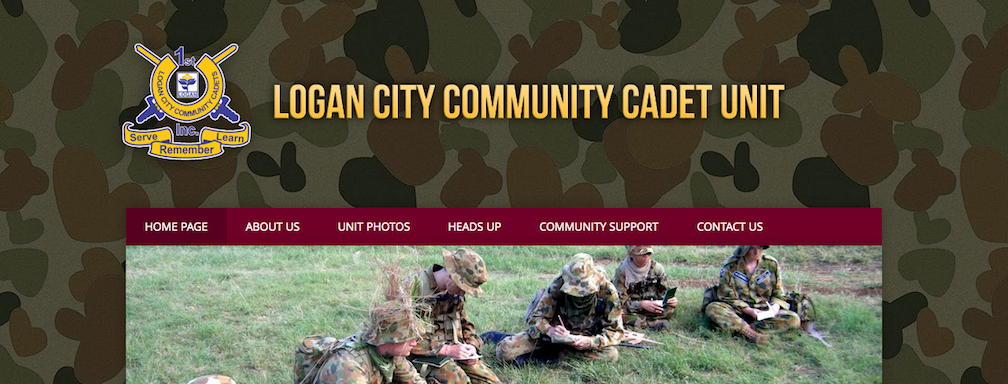 1st
LOGAN CITY COMMUNITY CADETS
LOGAN
Inc.
Serve Learn
Remember
LOGAN CITY COMMUNITY CADET UNIT
HOME PAGE ABOUT US UNIT PHOTOS HEADS UP COMMUNITY SUPPORT CONTACT US